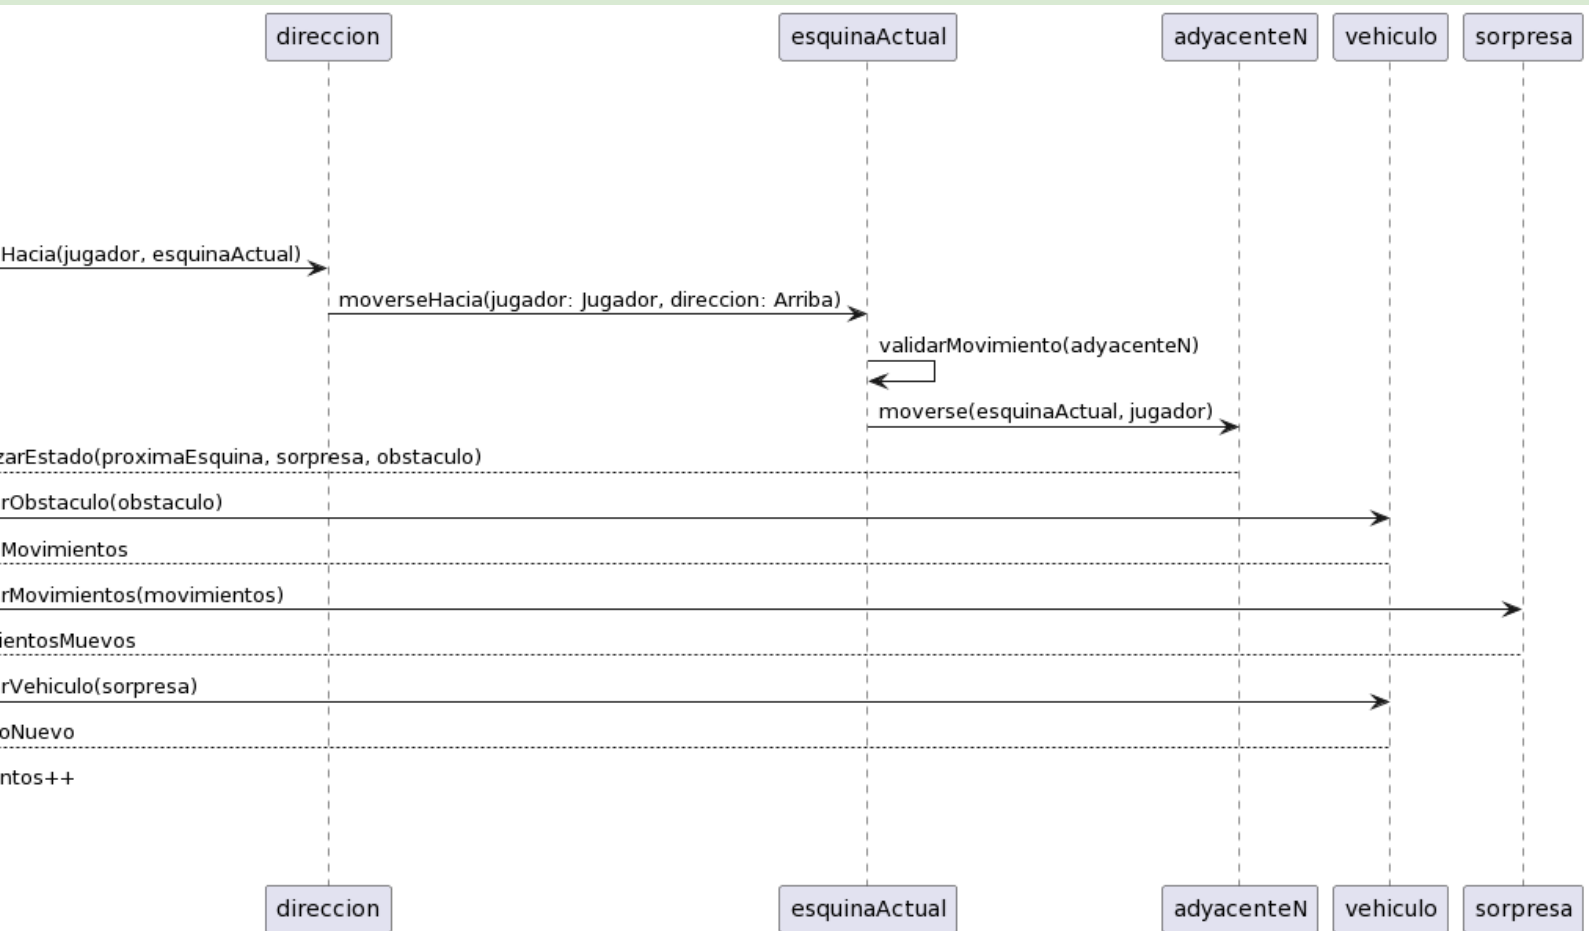 direccion esquinaActual adyacenteN vehiculo sorpresa
Hacia(jugador, esquinaActual)
moverseHacia(jugador: Jugador, direccion: Arriba)
validarMovimiento(adyacenteN)
moverse(esquinaActual, jugador)
zarEstado(proximaEsquina, sorpresa, obstaculo)
rObstaculo(obstaculo)
Movimientos
rMovimientos(movimientos)
ientosMuevos
rVehiculo(sorpresa)
oNuevo
ntos++
direccion esquinaActual adyacenteN vehiculo sorpresa